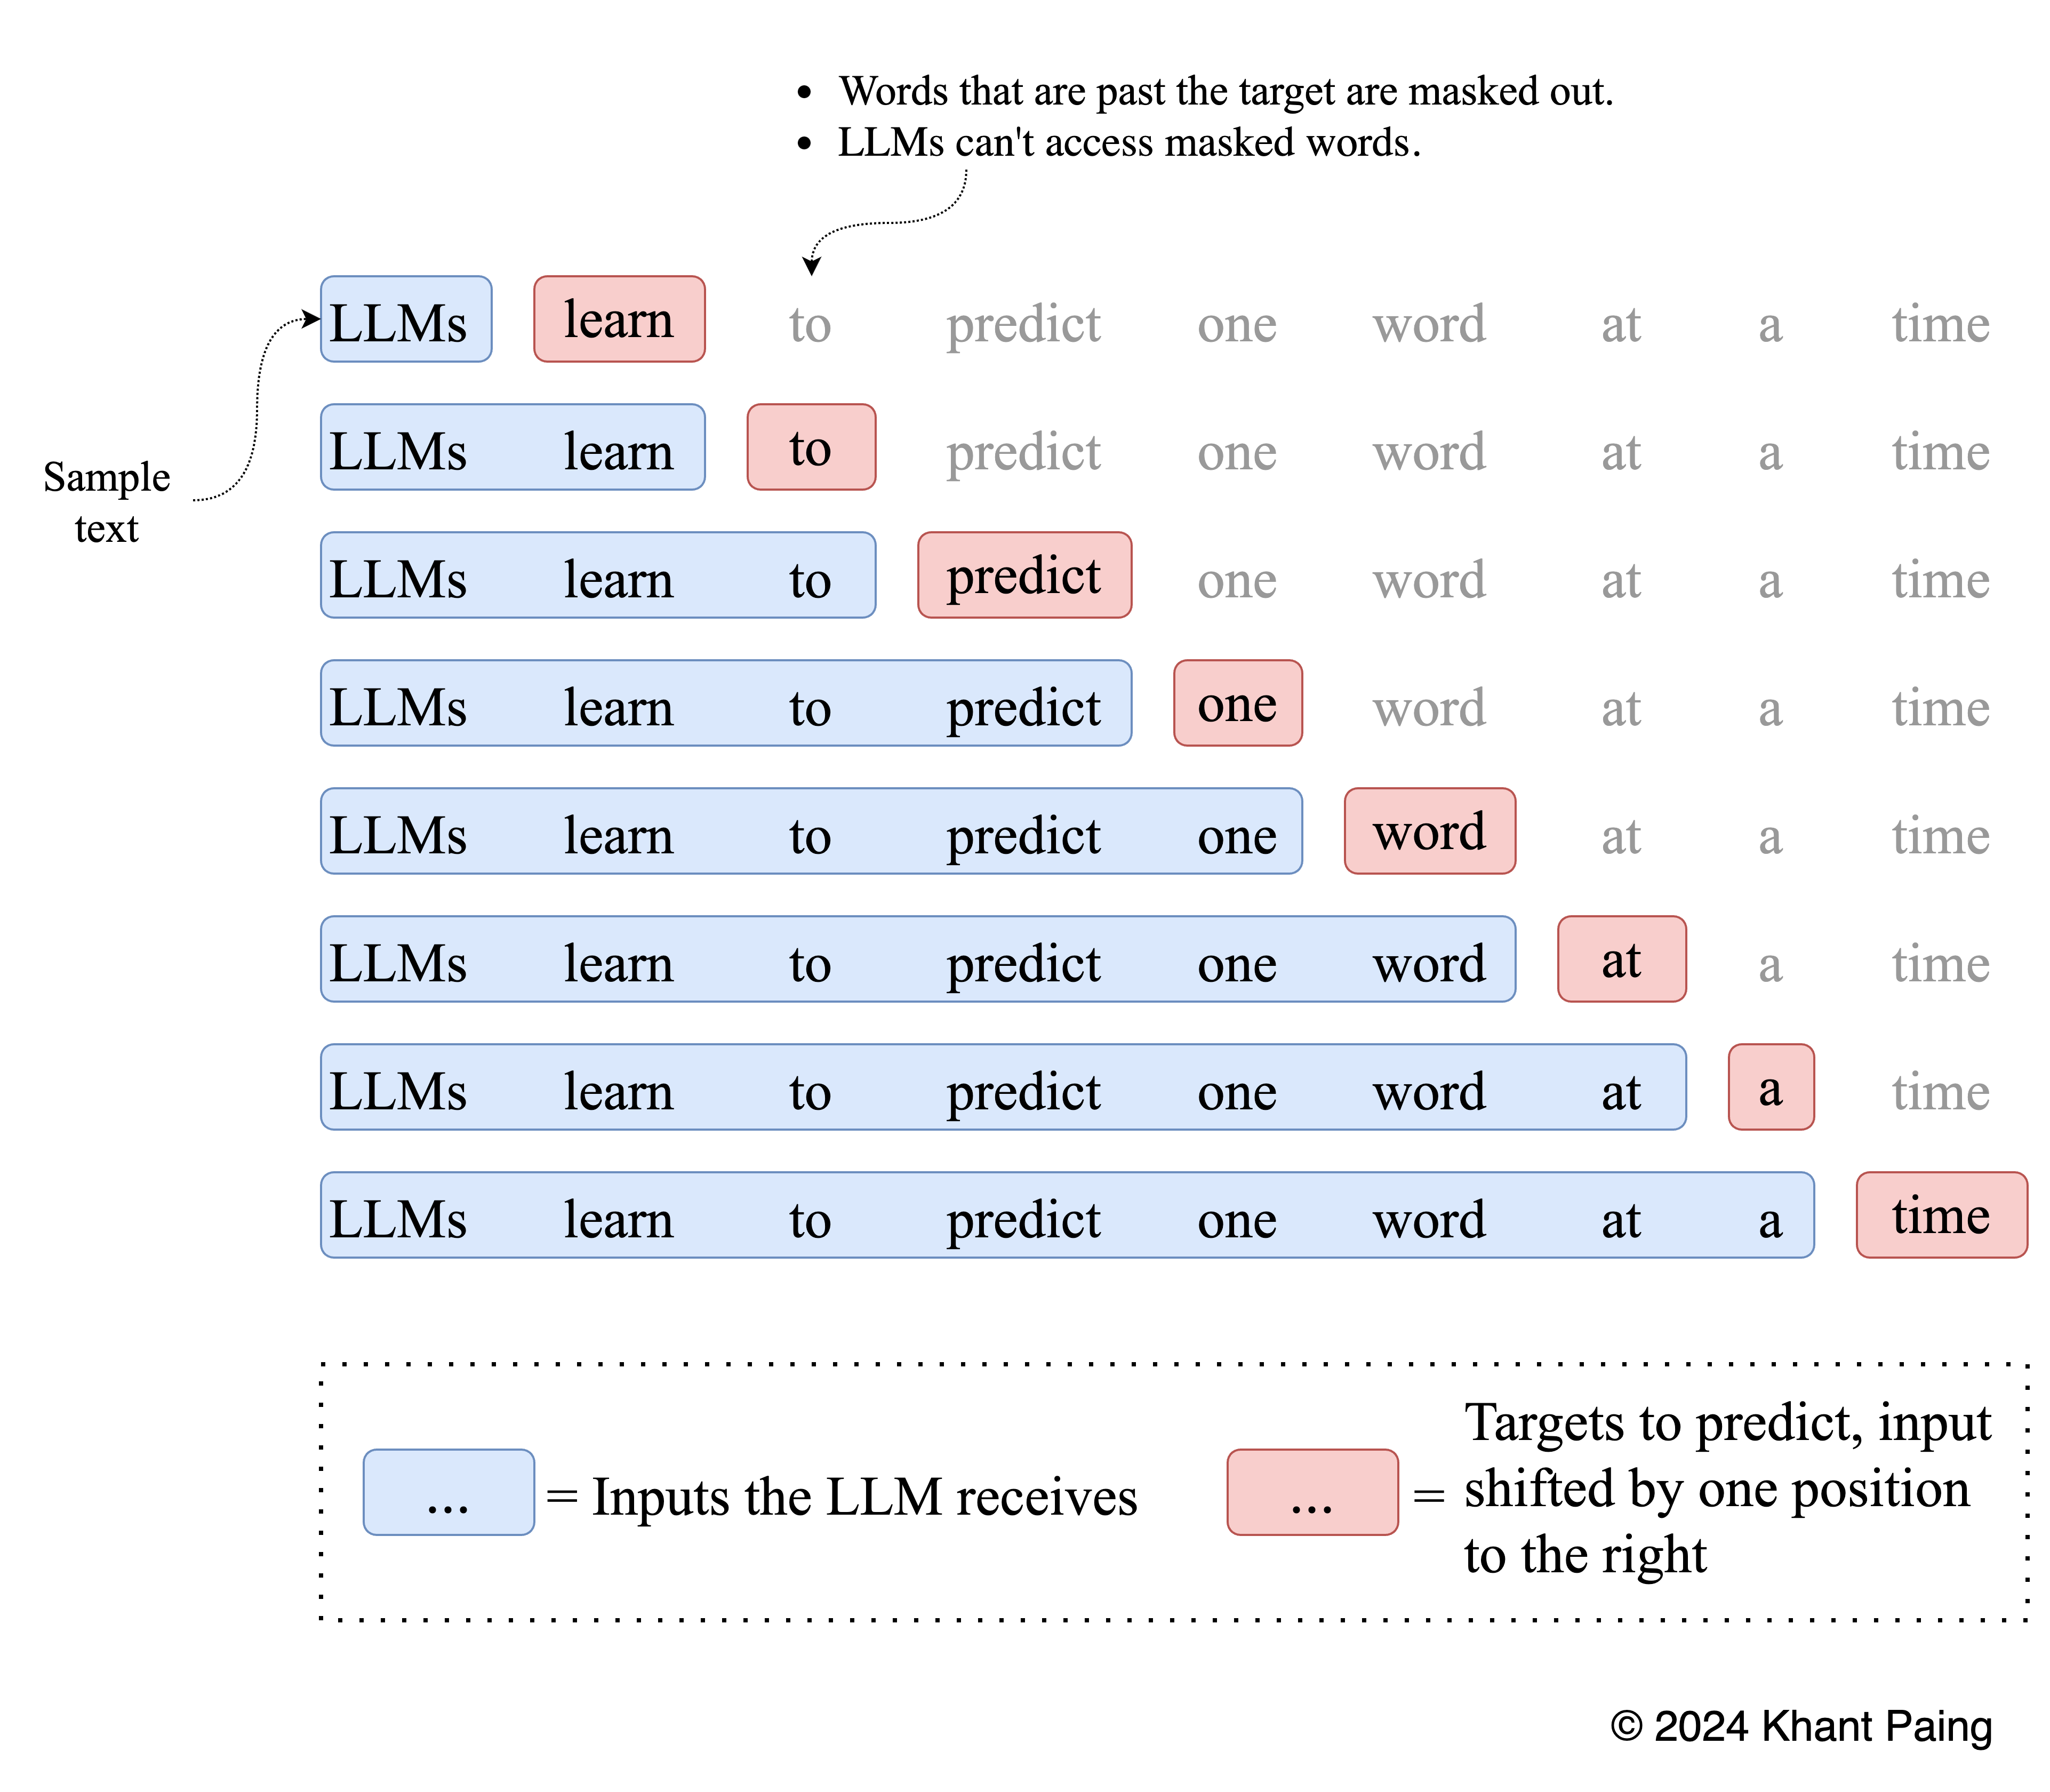 • Words that are past the target are masked out.
• LLMs can't access masked words.
LLMs learn to predict one word at a time
LLMs learn to predict one word at a time
Sample
text
LLMs learn to predict one word at a time
LLMs learn to predict one word at a time
LLMs learn to predict one word at a time
LLMs learn to predict one word at a time
LLMs learn to predict one word at a time
LLMs learn to predict one word at a time
... = Inputs the LLM receives
... = Targets to predict, input
shifted by one position
to the right
© 2024 Khant Paing